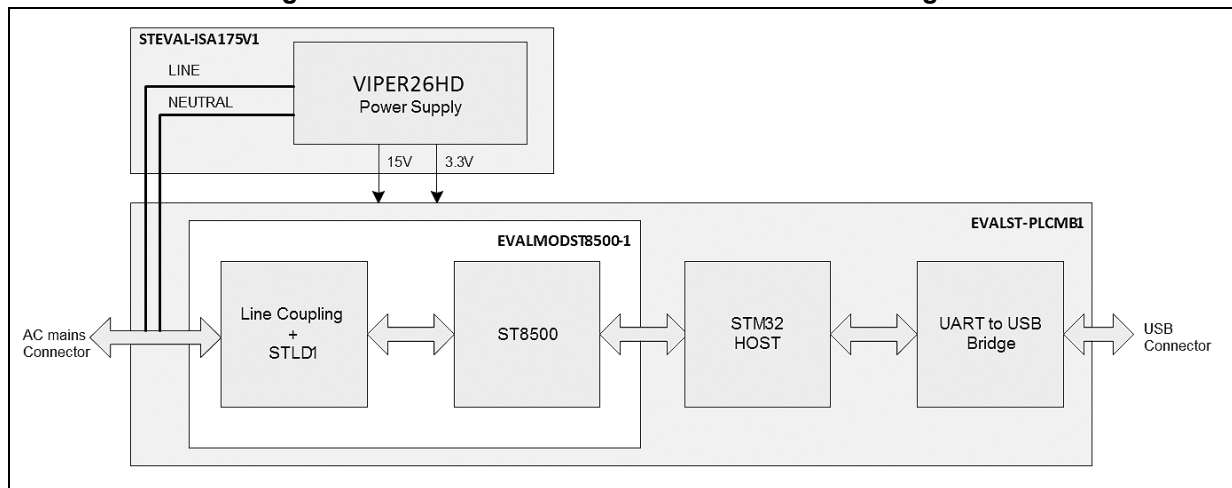 STEVAL-ISA175V1
LINE
NEUTRAL
VIPER26HD
Power Supply
15V
3.3V
EVALST-PLCMB1
EVALMODST8500-1
AC mains
Connector
Line Coupling
+
STLD1
ST8500
STM32
HOST
UART to USB
Bridge
USB
Connector